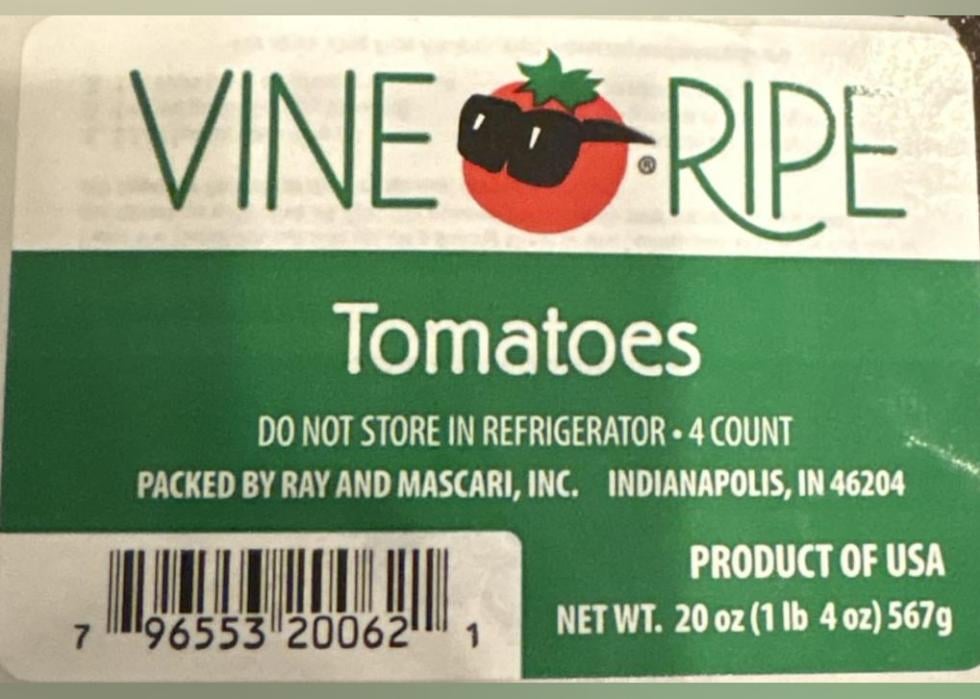 VINE RIPE
®
Tomatoes
DO NOT STORE IN REFRIGERATOR • 4 COUNT
PACKED BY RAY AND MASCARI, INC. INDIANAPOLIS, IN 46204
PRODUCT OF USA
NET WT. 20 oz (1 lb 4 oz) 567g
7 96553 20062 1